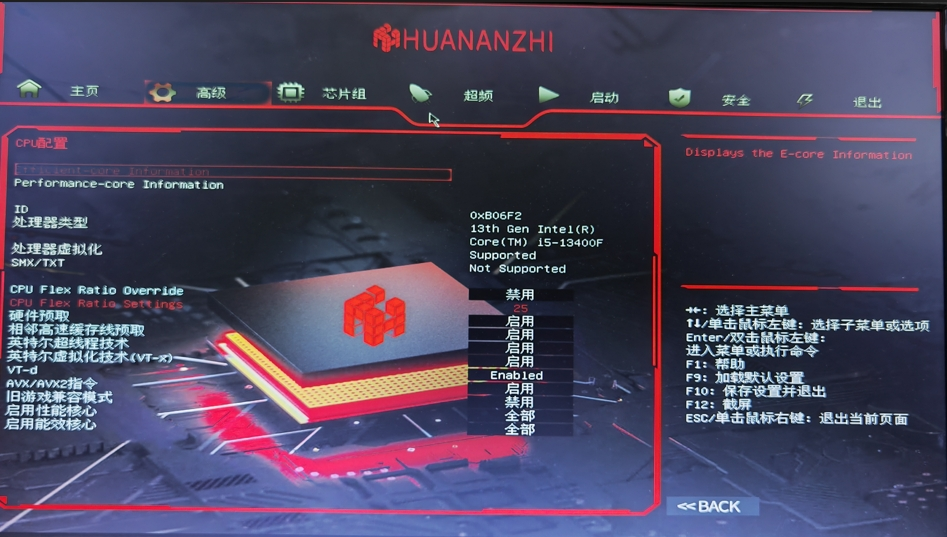 HUANANZHI
主页 高级 芯片组 超频 启动 安全 退出
CPU配置
Efficient-core Information
Performance-core Information
ID 0xB06F2
处理器类型 13th Gen Intel(R)
Core(TM) i5-13400F
处理器虚拟化 Supported
SMX/TXT Not Supported
CPU Flex Ratio Override 禁用
CPU Flex Ratio Settings 25
硬件预取 启用
相邻高速缓存线预取 启用
英特尔超线程技术 启用
英特尔虚拟化技术(VT-x) 启用
VT-d Enabled
AVX/AVX2指令 启用
旧游戏兼容模式 禁用
启用性能核心 全部
启用能效核心 全部
Displays the E-core Information
→←: 选择主菜单
↑↓/单击鼠标左键: 选择子菜单或选项
Enter/双击鼠标左键:
进入菜单或执行命令
F1: 帮助
F9: 加载默认设置
F10: 保存设置并退出
F12: 截屏
ESC/单击鼠标右键: 退出当前页面
<<BACK